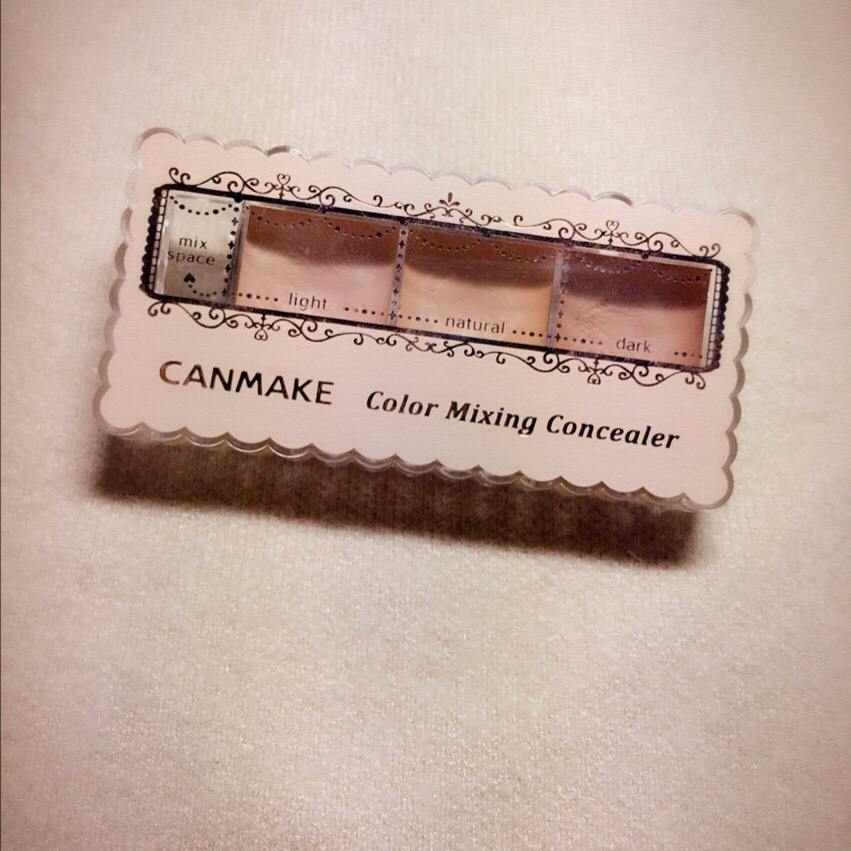 mix
space
light
natural
dark
CANMAKE Color Mixing Concealer